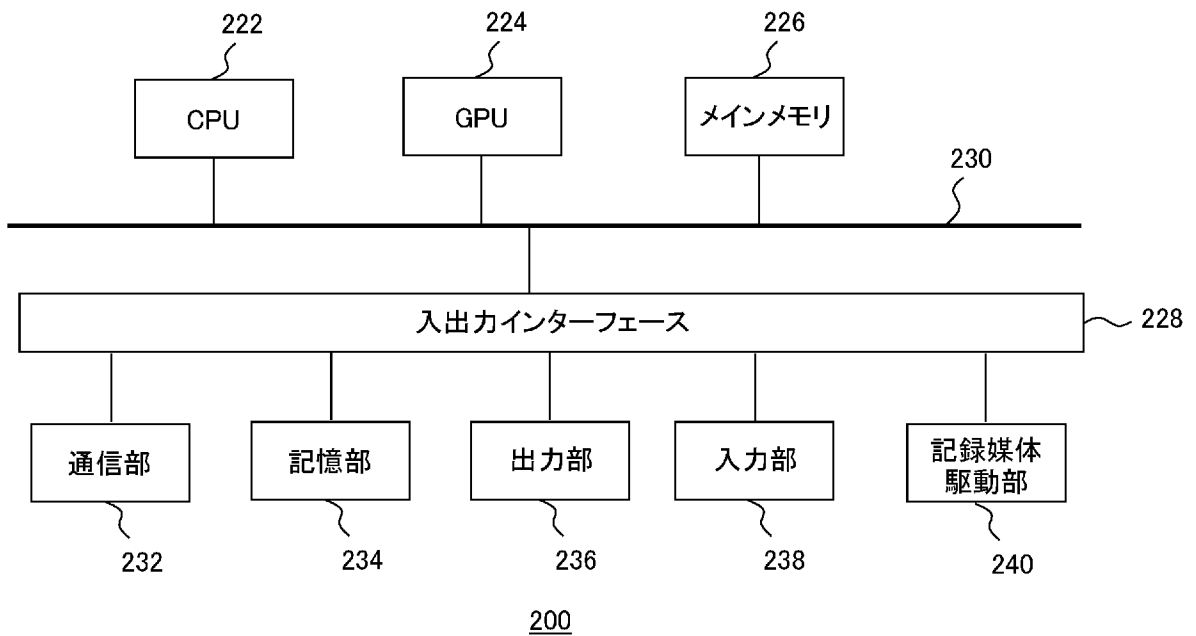 222
224
226
CPU
GPU
メインメモリ
230
入出力インターフェース
228
通信部
記憶部
出力部
入力部
記録媒体
駆動部
232
234
236
238
240
200